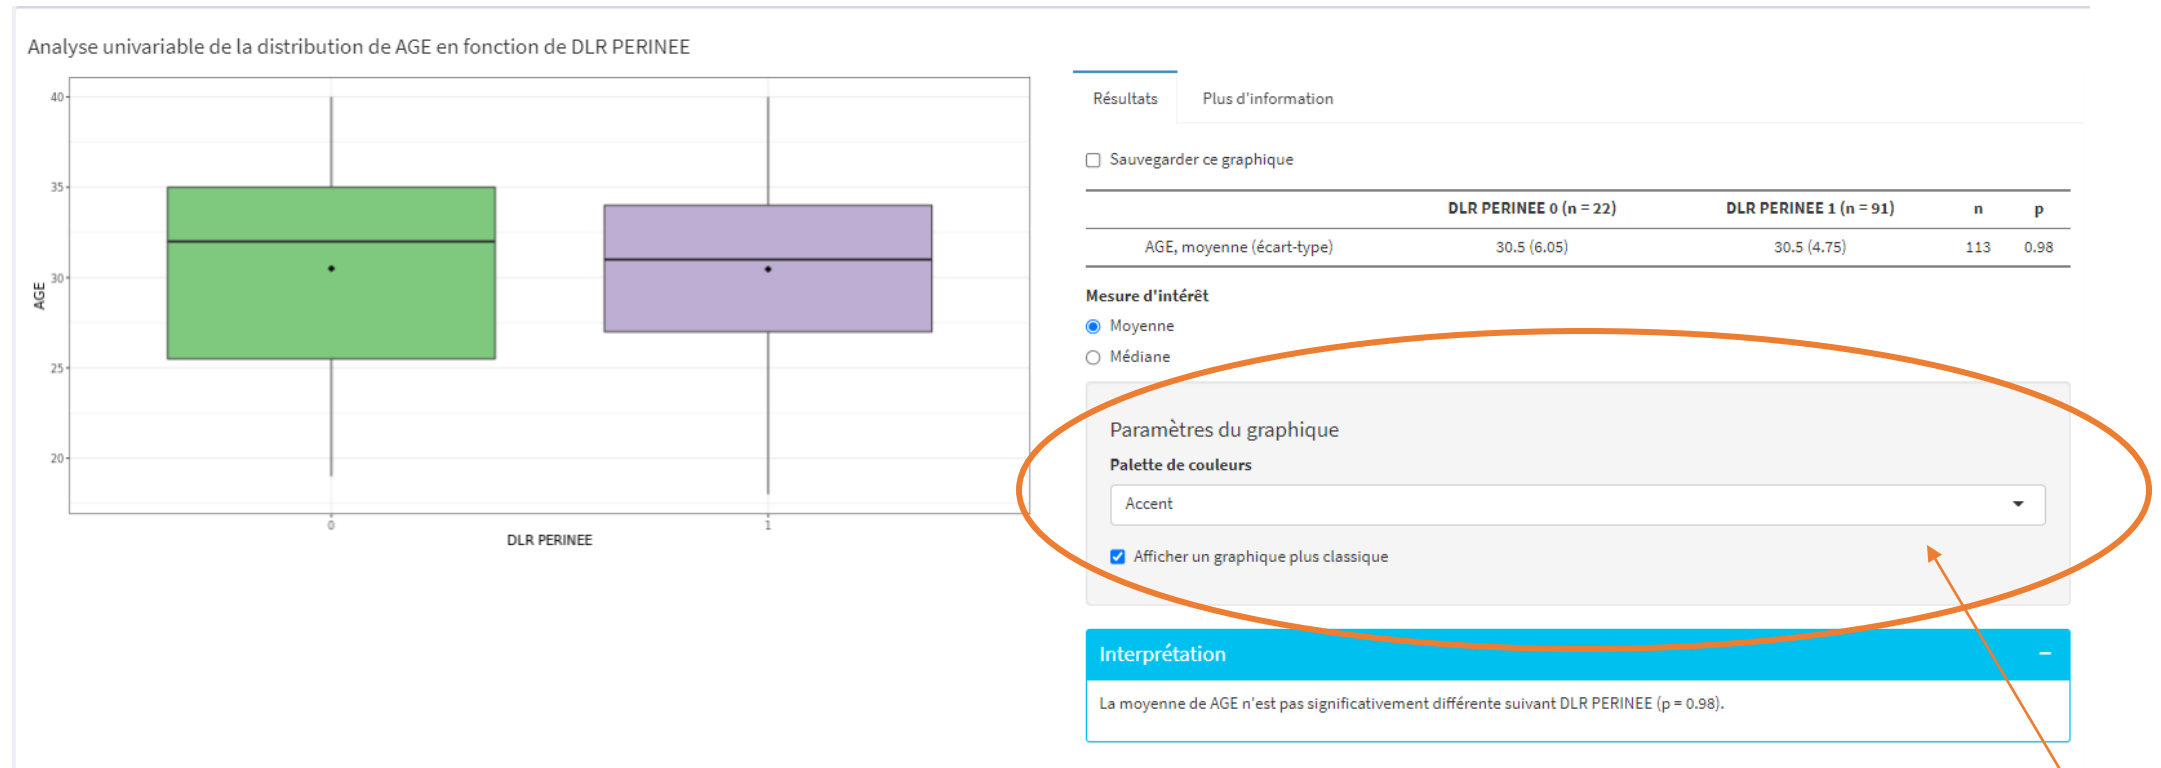 Analyse univariable de la distribution de AGE en fonction de DLR PERINEE
40
35
30
25
20
AGE
0
1
DLR PERINEE
Résultats
Plus d'information
Sauvegarder ce graphique
DLR PERINEE 0 (n = 22) DLR PERINEE 1 (n = 91) n p
AGE, moyenne (écart-type) 30.5 (6.05) 30.5 (4.75) 113 0.98
Mesure d'intérêt
Moyenne
Médiane
Paramètres du graphique
Palette de couleurs
Accent
Afficher un graphique plus classique
Interprétation
La moyenne de AGE n'est pas significativement différente suivant DLR PERINEE (p = 0.98).